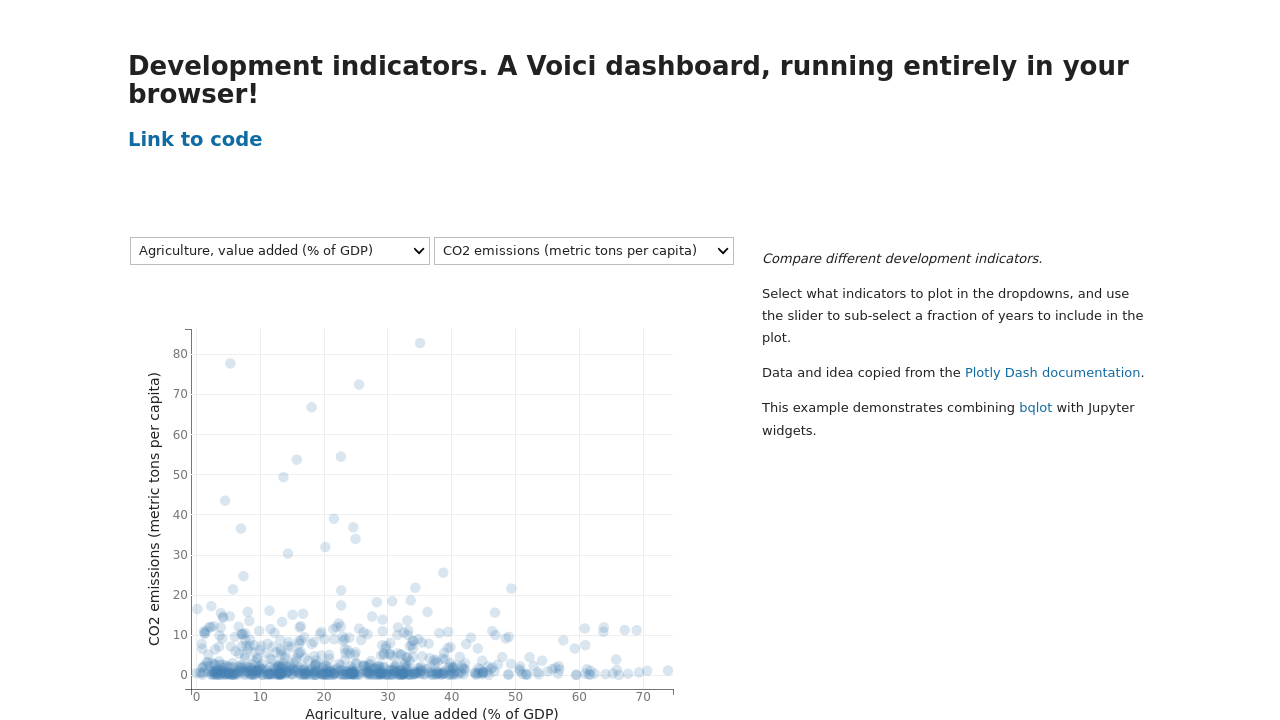 Development indicators. A Voici dashboard, running entirely in your
browser!
Link to code
Agriculture, value added (% of GDP)
CO2 emissions (metric tons per capita)
Compare different development indicators.
Select what indicators to plot in the dropdowns, and use
the slider to sub-select a fraction of years to include in the
plot.
Data and idea copied from the Plotly Dash documentation.
This example demonstrates combining bqlot with Jupyter
widgets.
CO2 emissions (metric tons per capita)
80
70
60
50
40
30
20
10
0
0 10 20 30 40 50 60 70
Agriculture, value added (% of GDP)